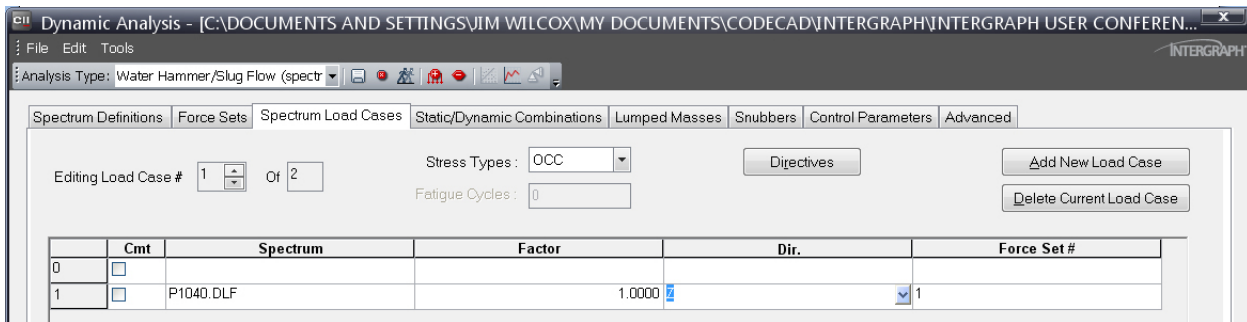 CII Dynamic Analysis - [C:\DOCUMENTS AND SETTINGS\JIM WILCOX\MY DOCUMENTS\CODECAD\INTERGRAPH\INTERGRAPH USER CONFEREN... x
File Edit Tools INTERGRAPH
Analysis Type: Water Hammer/Slug Flow (spectr
Spectrum Definitions Force Sets Spectrum Load Cases Static/Dynamic Combinations Lumped Masses Snubbers Control Parameters Advanced
Editing Load Case # 1 Of 2 Stress Types : OCC Directives Add New Load Case
Fatigue Cycles : 0 Delete Current Load Case
Cmt Spectrum Factor Dir. Force Set #
0
1 P1040.DLF 1.0000 Z 1